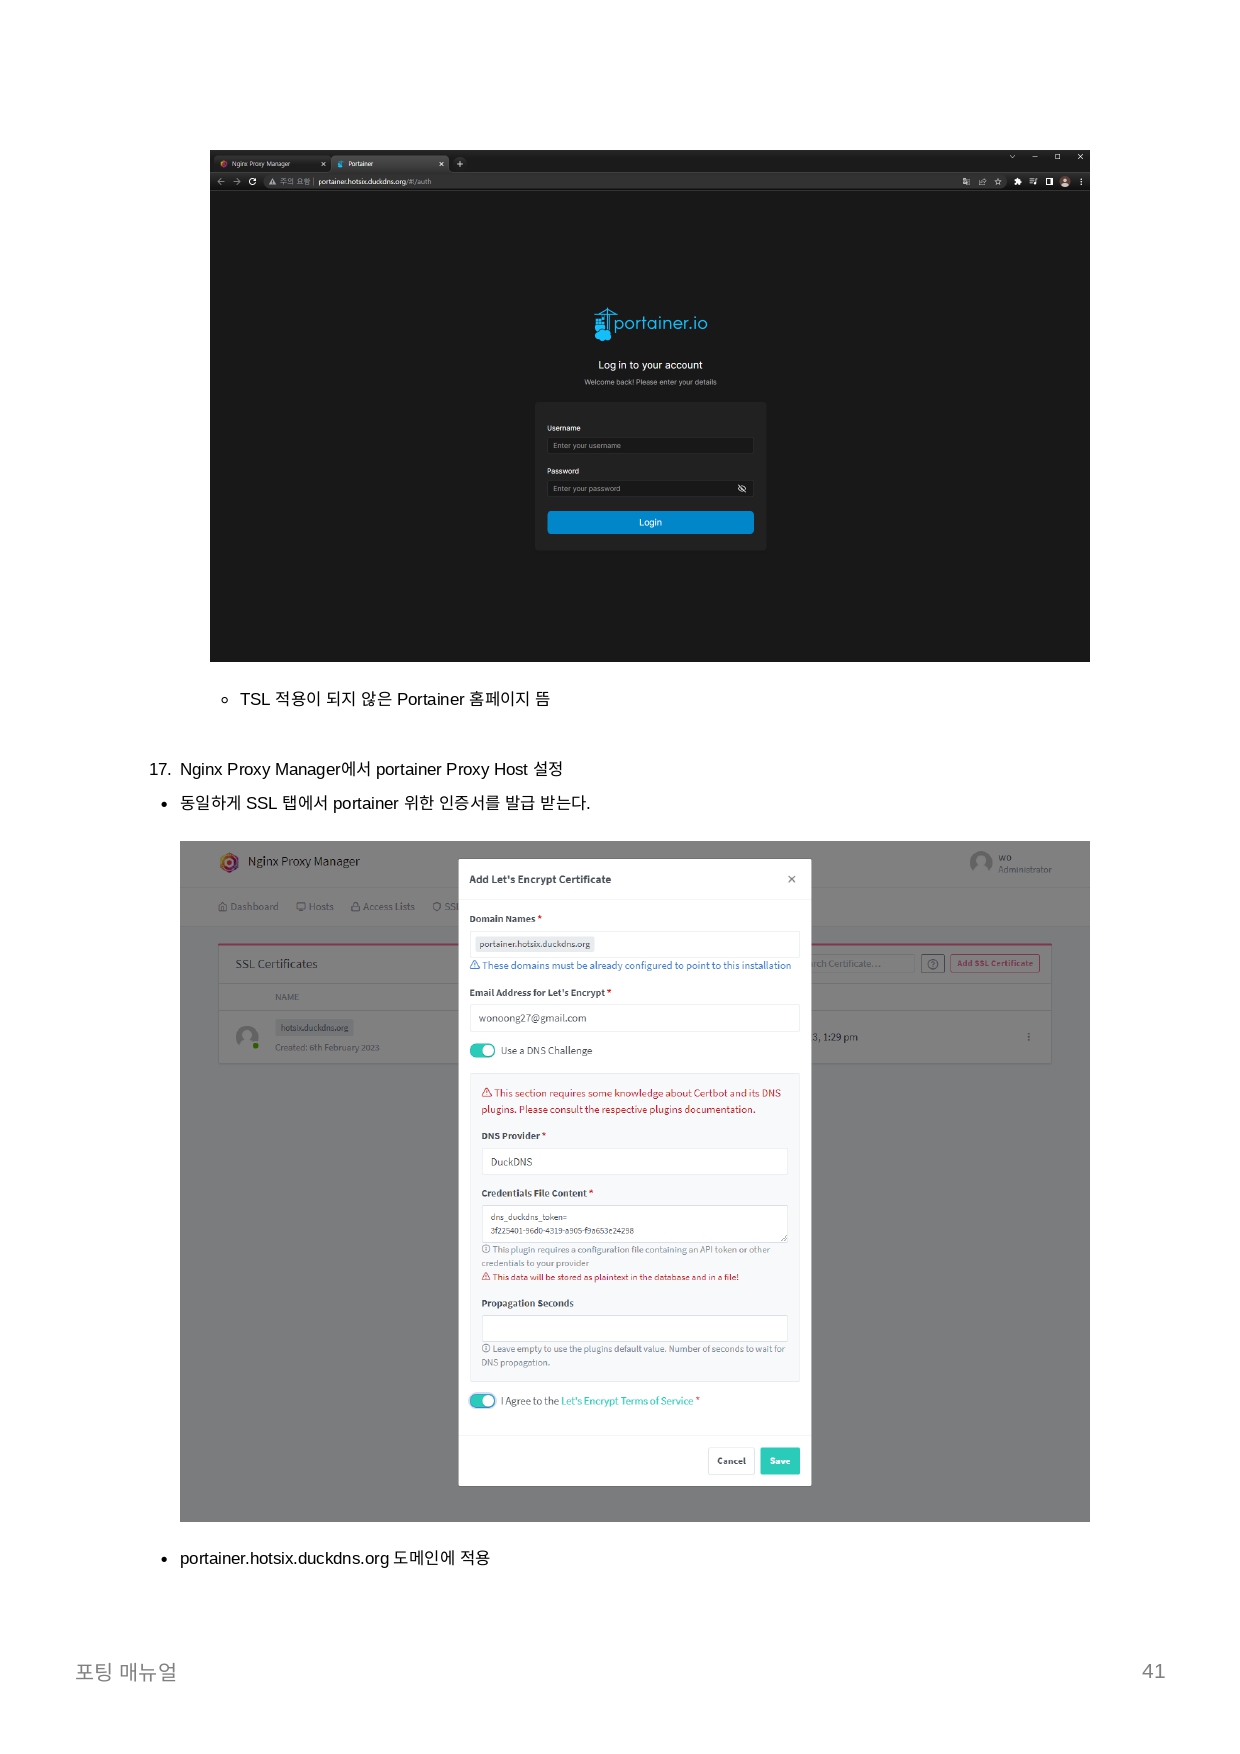 Nginx Proxy Manager
Portainer
주의 요함 | portainer.hotsix.duckdns.org/#!/auth
portainer.io
Log in to your account
Welcome back! Please enter your details
Username
Enter your username
Password
Enter your password
Login
TSL 적용이 되지 않은 Portainer 홈페이지 뜸
17. Nginx Proxy Manager에서 portainer Proxy Host 설정
동일하게 SSL 탭에서 portainer 위한 인증서를 발급 받는다.
Nginx Proxy Manager
wo
Administrator
Dashboard Hosts Access Lists SSL
SSL Certificates
rch Certificate...
Add SSL Certificate
NAME
hotsix.duckdns.org
Created: 6th February 2023
3, 1:29 pm
Add Let's Encrypt Certificate
Domain Names *
portainer.hotsix.duckdns.org
These domains must be already configured to point to this installation
Email Address for Let's Encrypt *
wonoong27@gmail.com
Use a DNS Challenge
This section requires some knowledge about Certbot and its DNS
plugins. Please consult the respective plugins documentation.
DNS Provider *
DuckDNS
Credentials File Content *
dns_duckdns_token=
3f225401-96d0-4319-a905-f9a653e24298
This plugin requires a configuration file containing an API token or other
credentials to your provider
This data will be stored as plaintext in the database and in a file!
Propagation Seconds
Leave empty to use the plugins default value. Number of seconds to wait for
DNS propagation.
I Agree to the Let's Encrypt Terms of Service *
Cancel
Save
portainer.hotsix.duckdns.org 도메인에 적용
포팅 매뉴얼
41